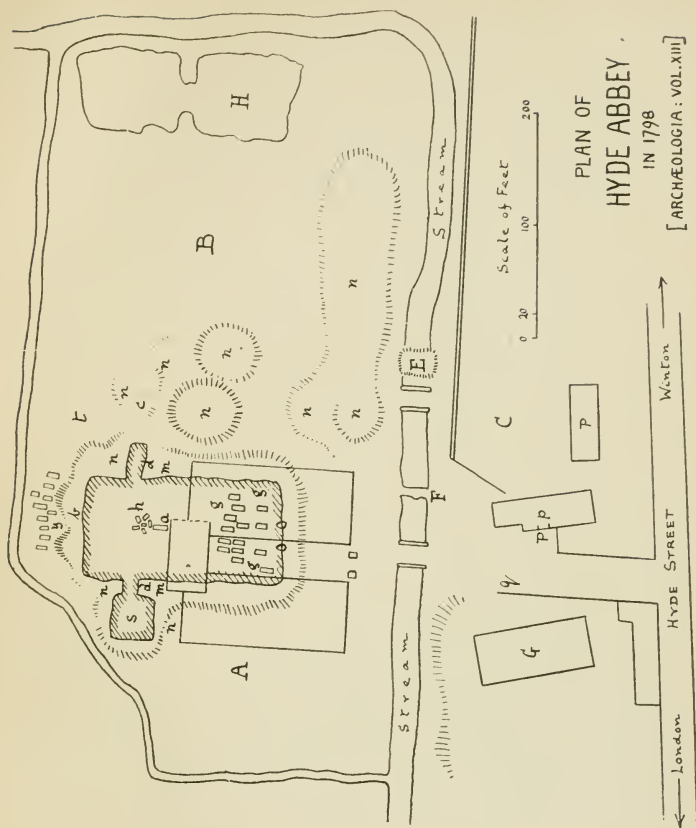 PLAN OF
HYDE ABBEY.
IN 1798
[ARCHÆOLOGIA: VOL.XIII]
Scale of Feet
0 20 100 200
H
B
t
n
n
c
n
n
n
n
n
n
y
b
n
d
m
h
a
g
g
g
o
o
n
d
m
S
n
A
Stream
E
F
Stream
C
P
P
P
q
G
HYDE STREET
London
Winton